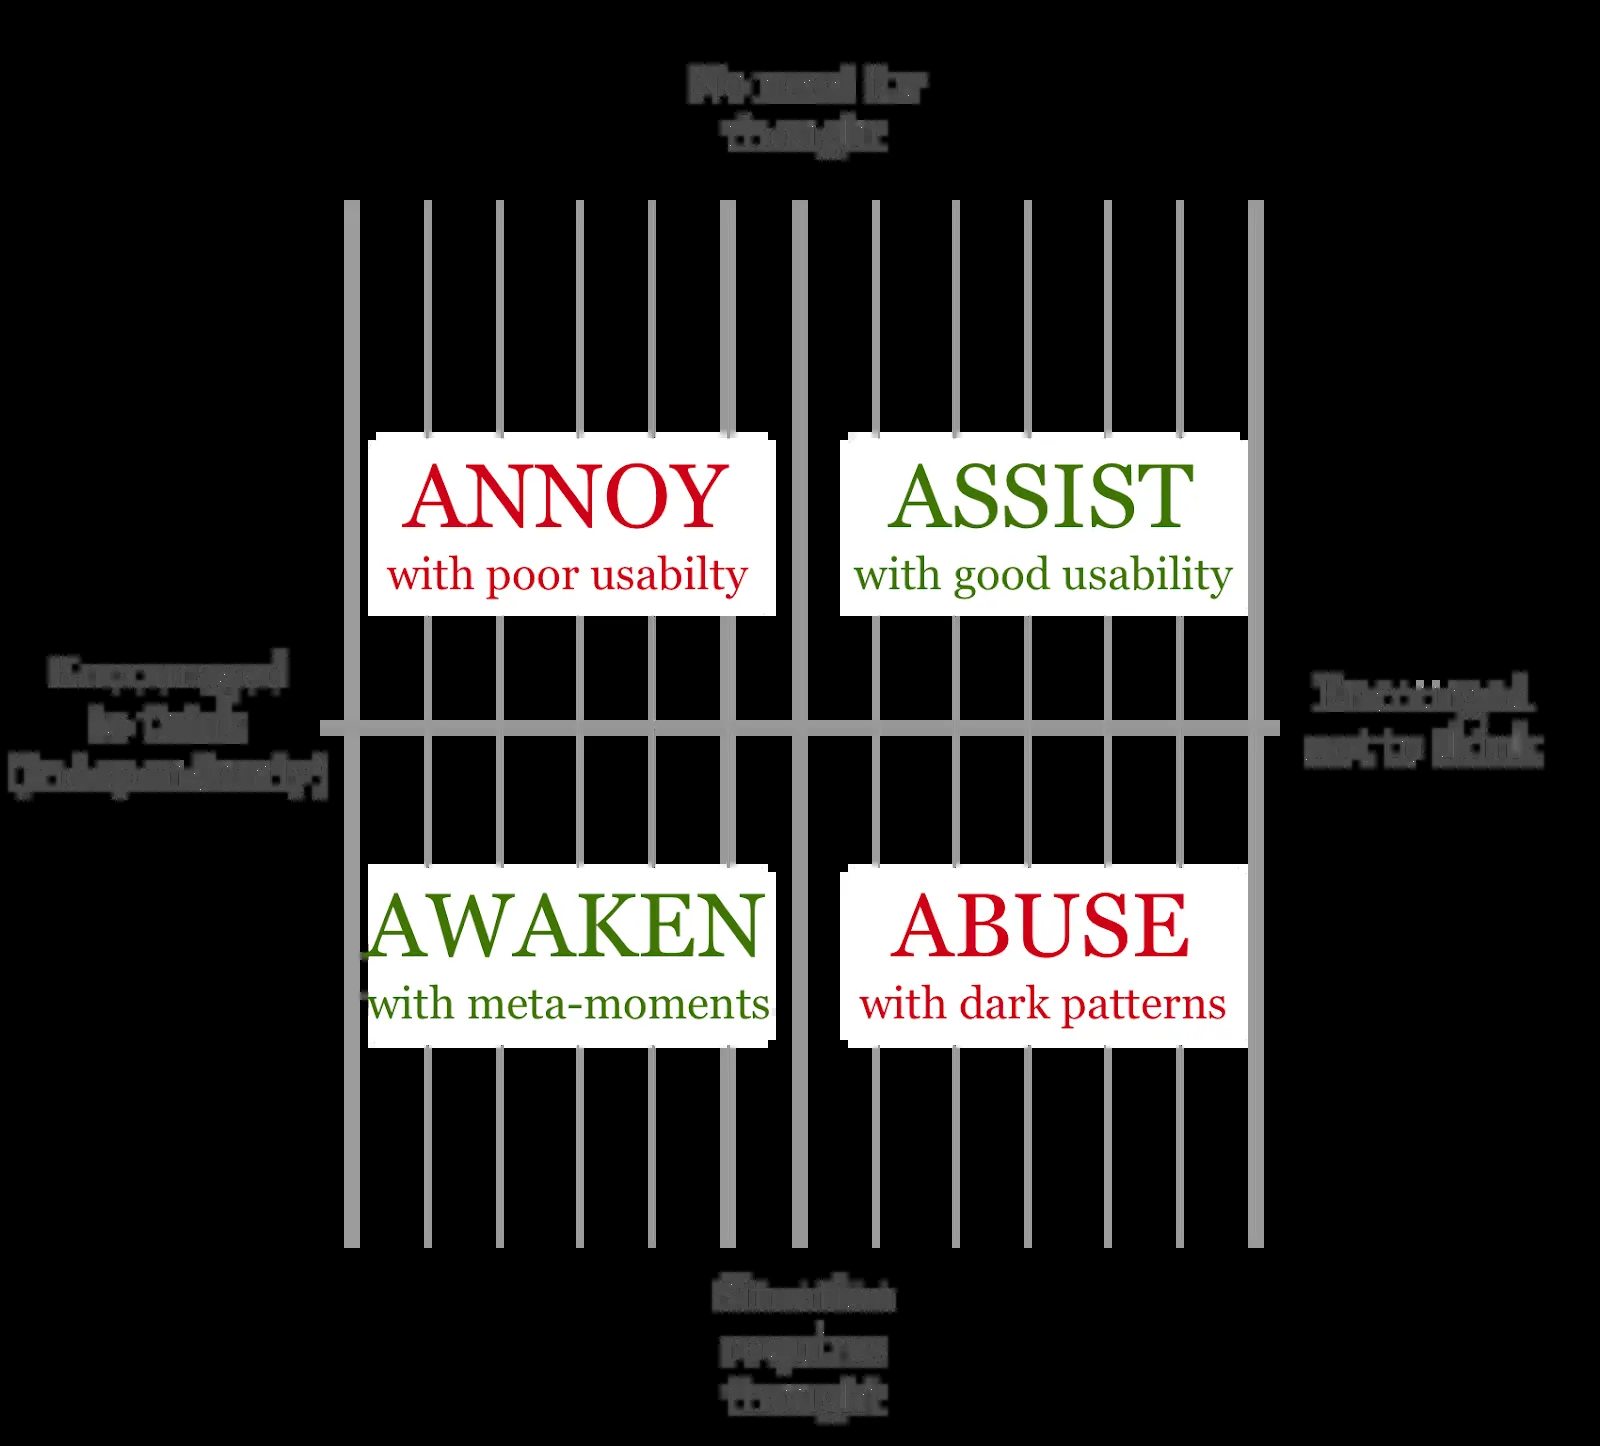 No need for
thought
ANNOY
with poor usabilty
ASSIST
with good usability
Encouraged
to think
(independently)
Encouraged
not to think
AWAKEN
with meta-moments
ABUSE
with dark patterns
Situation
requires
thought